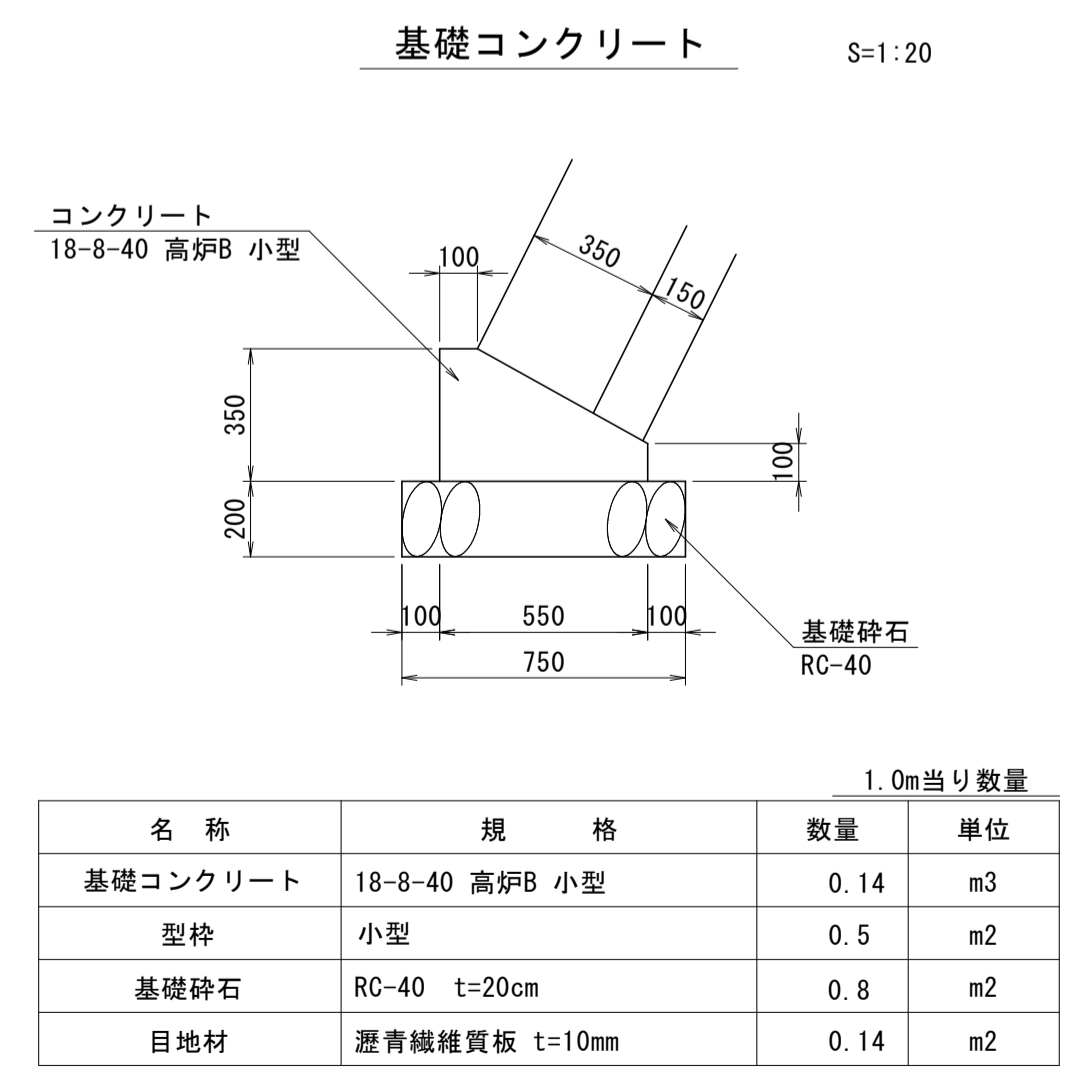 基礎コンクリート
S=1:20
コンクリート
18-8-40 高炉B 小型
100
350
150
350
100
200
100
550
100
750
基礎砕石
RC-40
1.0m当り数量
名 称 規 格 数量 単位
基礎コンクリート 18-8-40 高炉B 小型 0.14 m3
型枠 小型 0.5 m2
基礎砕石 RC-40 t=20cm 0.8 m2
目地材 瀝青繊維質板 t=10mm 0.14 m2